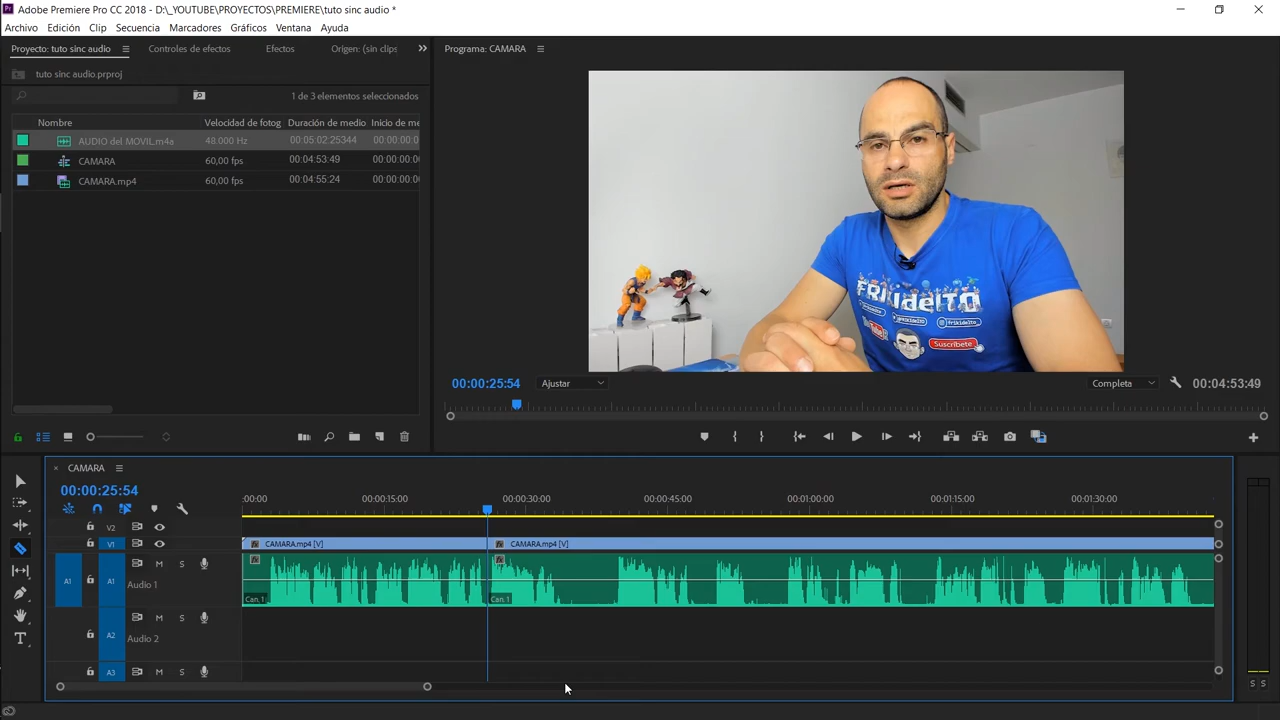 Adobe Premiere Pro CC 2018 - D:\_YOUTUBE\PROYECTOS\PREMIERE\tuto sinc audio *
Archivo Edición Clip Secuencia Marcadores Gráficos Ventana Ayuda
Proyecto: tuto sinc audio Controles de efectos Efectos Origen: (sin clips
Programa: CAMARA
tuto sinc audio.prproj
1 de 3 elementos seleccionados
Nombre Velocidad de fotog Duración de medio Inicio de me
AUDIO del MOVIL.m4a 48.000 Hz 00:05:02.25344 00:00:00:0
CAMARA 60,00 fps 00:04:53:49 00:00:00:0
CAMARA.mp4 60,00 fps 00:04:55:24 00:00:00:0
FRIKIdelTO
YouTube
@frikidelto
@frikidelto
Suscríbete
00:00:25:54 Ajustar Completa 00:04:53:49
CAMARA
00:00:25:54
:00:00 00:00:15:00 00:00:30:00 00:00:45:00 00:01:00:00 00:01:15:00 00:01:30:00
V2
V1 CAMARA.mp4 [V] CAMARA.mp4 [V]
A1 A1 M S
Audio 1
Can. 1 Can. 1
M S
A2 Audio 2
A3 M S
S S